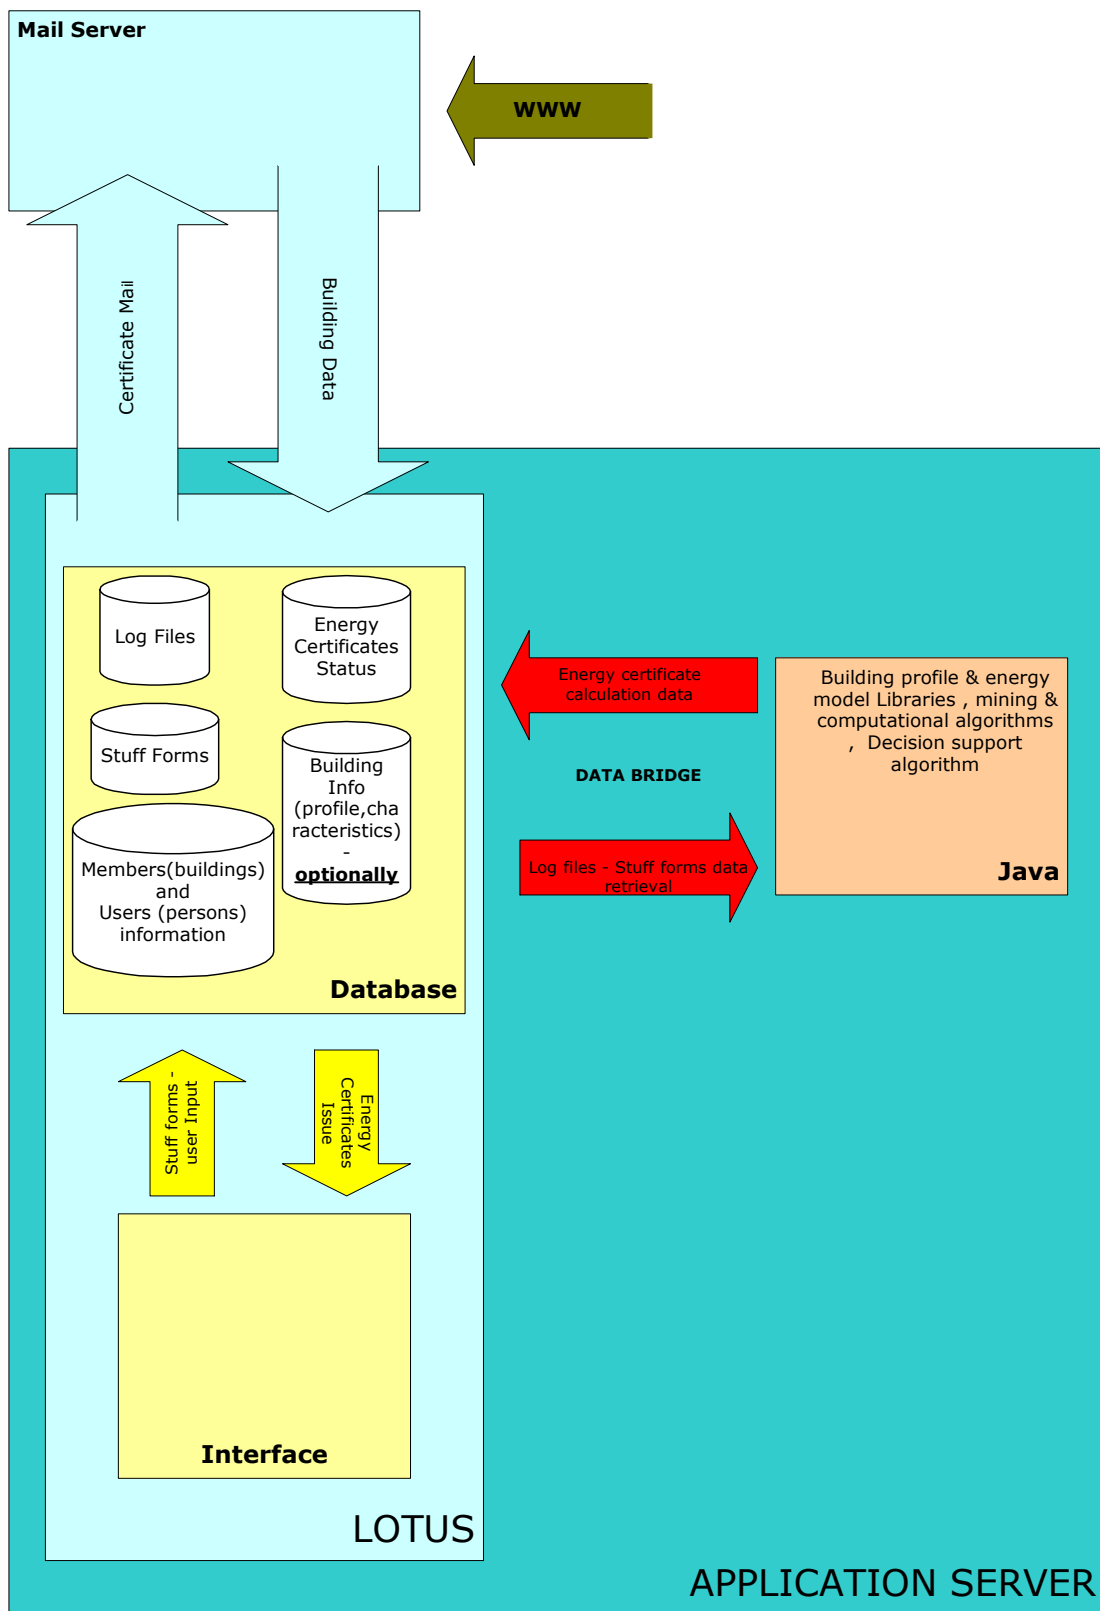 Mail Server
WWW
Certificate Mail
Building Data
Log Files
Energy
Certificates
Status
Stuff Forms
Building
Info
(profile,cha
racteristics)
-
optionally
Members(buildings)
and
Users (persons)
information
Database
Energy certificate
calculation data
DATA BRIDGE
Log files - Stuff forms data
retrieval
Building profile & energy
model Libraries , mining &
computational algorithms
, Decision support
algorithm
Java
Stuff forms -
user Input
Energy
Certificates
Issue
Interface
LOTUS
APPLICATION SERVER